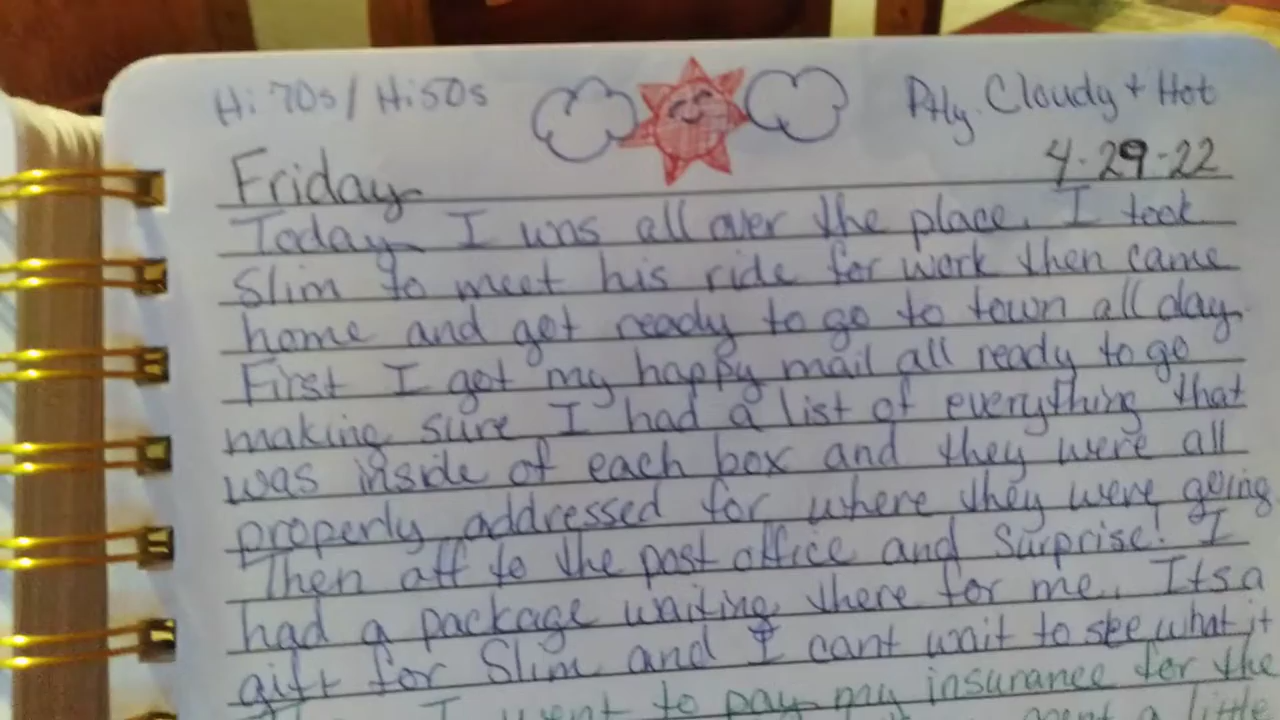 Hi 70s / Hi 50s
Ptly. Cloudy + Hot
4-29-22
Friday
Today I was all over the place. I took
Slim to meet his ride for work then came
home and got ready to go to town all day.
First I got my happy mail all ready to go
making sure I had a list of everything that
was inside of each box and they were all
properly addressed for where they were going
Then off to the post office and Surprise! I
had a package waiting there for me. Its a
gift for Slim and I cant wait to see what it
I went to pay my insurance for the
agent a little